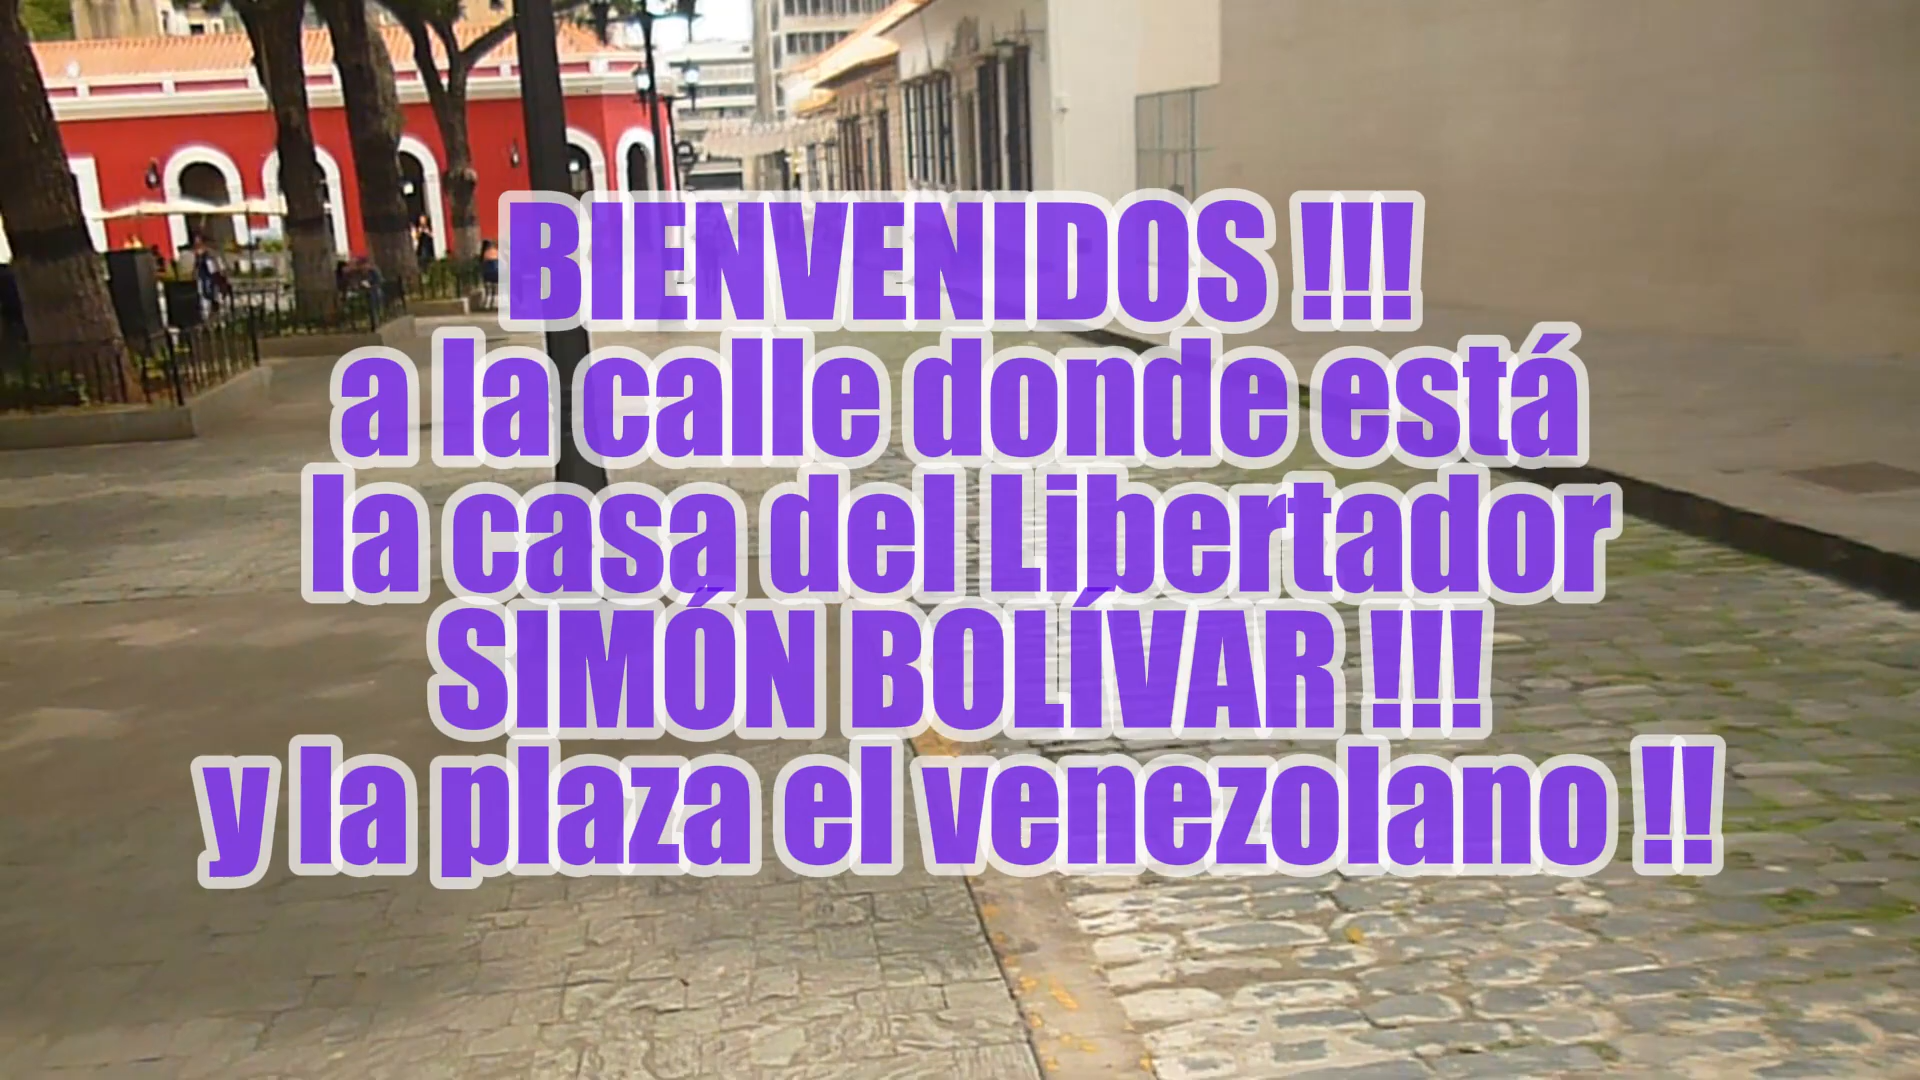 BIENVENIDOS !!!
a la calle donde está
la casa del Libertador
SIMÓN BOLÍVAR !!!
y la plaza el venezolano !!